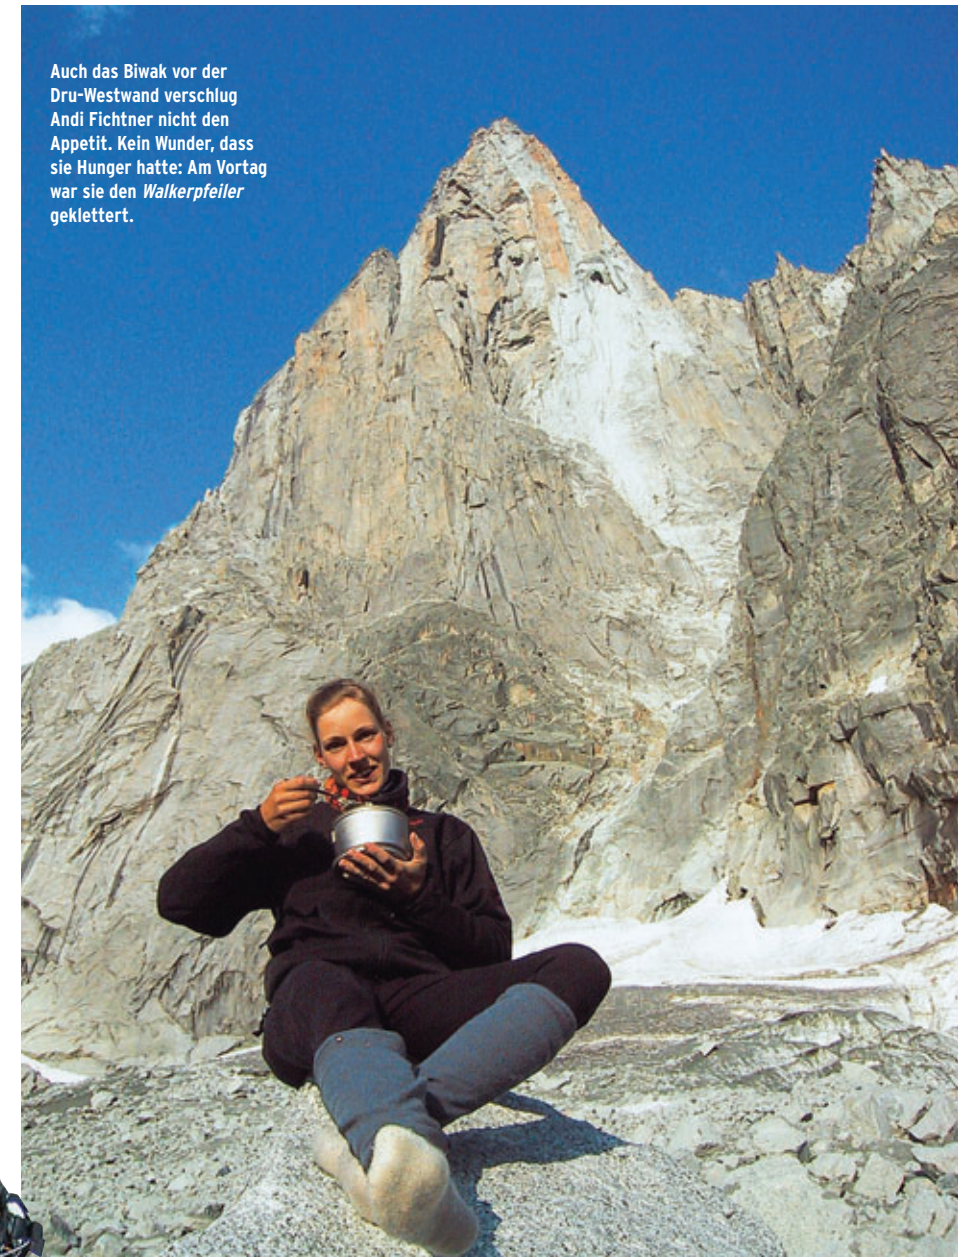 Auch das Biwak vor der
Dru-Westwand verschlug
Andi Fichtner nicht den
Appetit. Kein Wunder, dass
sie Hunger hatte: Am Vortag
war sie den Walkerpfeiler
geklettert.